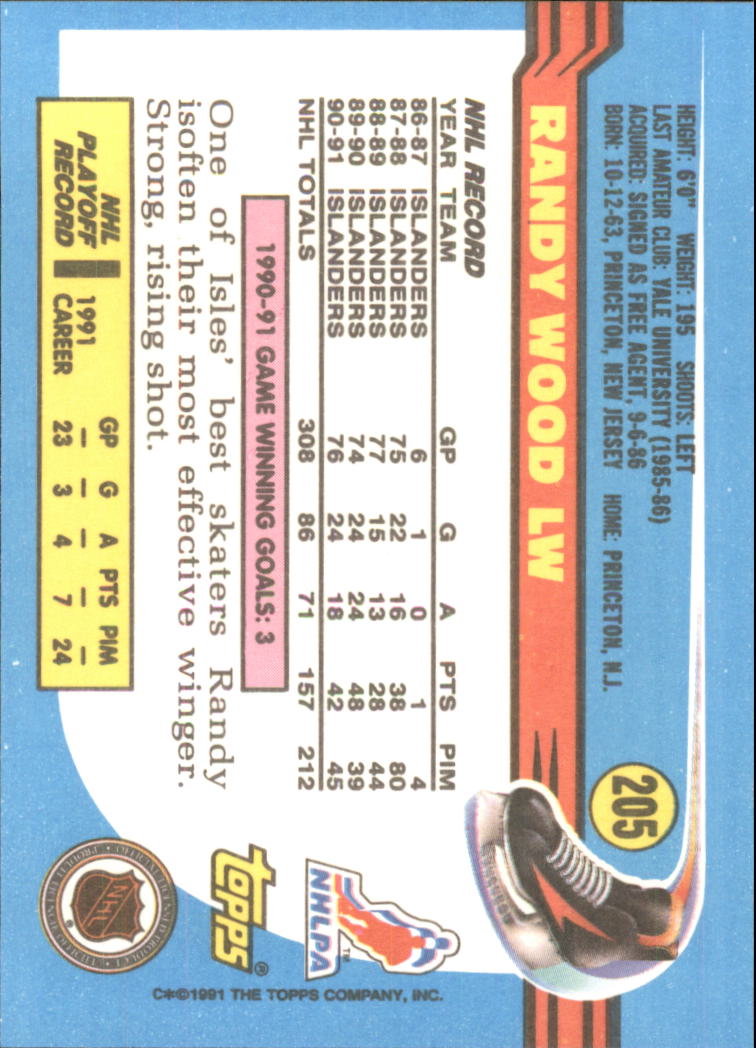 205
HEIGHT: 6'0" WEIGHT: 195 SHOOTS: LEFT
LAST AMATEUR CLUB: YALE UNIVERSITY (1985-86)
ACQUIRED: SIGNED AS FREE AGENT, 9-6-86
BORN: 10-12-63, PRINCETON, NEW JERSEY HOME: PRINCETON, N.J.
RANDY WOOD LW
NHL RECORD
YEAR TEAM GP G A PTS PIM
86-87 ISLANDERS 6 1 0 1 4
87-88 ISLANDERS 75 22 16 38 80
88-89 ISLANDERS 77 15 13 28 44
89-90 ISLANDERS 74 24 24 48 39
90-91 ISLANDERS 76 24 18 42 45
NHL TOTALS 308 86 71 157 212
1990-91 GAME WINNING GOALS: 3
One of Isles' best skaters Randy
isoften their most effective winger.
Strong, rising shot.
NHL PLAYOFF RECORD
GP G A PTS PIM
1991 — — — — —
CAREER 23 3 4 7 24
NHLPA
TM
topps®
NHL
®
C*©1991 THE TOPPS COMPANY, INC.